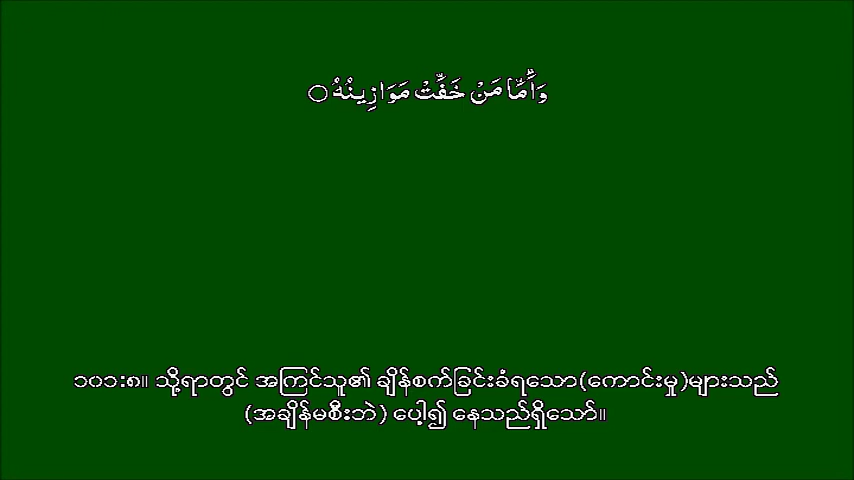 وَأَمَّا مَنْ خَفَّتْ مَوَازِينُهُ ○
၁၀၁:၈။ သို့ရာတွင် အကြင်သူ၏ ချိန်စက်ခြင်းခံရသော(ကောင်းမှု)များသည်
(အချိန်မစီးဘဲ) ပေါ့၍ နေသည်ရှိသော်။